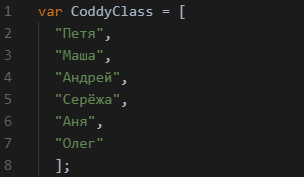 1 var CoddyClass = [
2 "Петя",
3 "Маша",
4 "Андрей",
5 "Серёжа",
6 "Аня",
7 "Олег"
8 ];